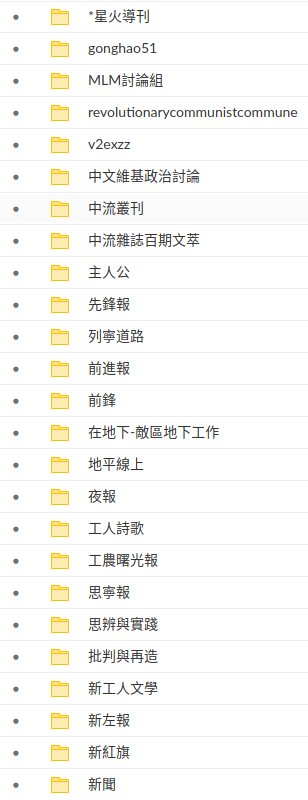 *星火導刊
gonghao51
MLM討論組
revolutionarycommunistcommune
v2exzz
中文維基政治討論
中流叢刊
中流雜誌百期文萃
主人公
先鋒報
列寧道路
前進報
前鋒
在地下-敵區地下工作
地平線上
夜報
工人詩歌
工農曙光報
思寧報
思辨與實踐
批判與再造
新工人文學
新左報
新紅旗
新聞